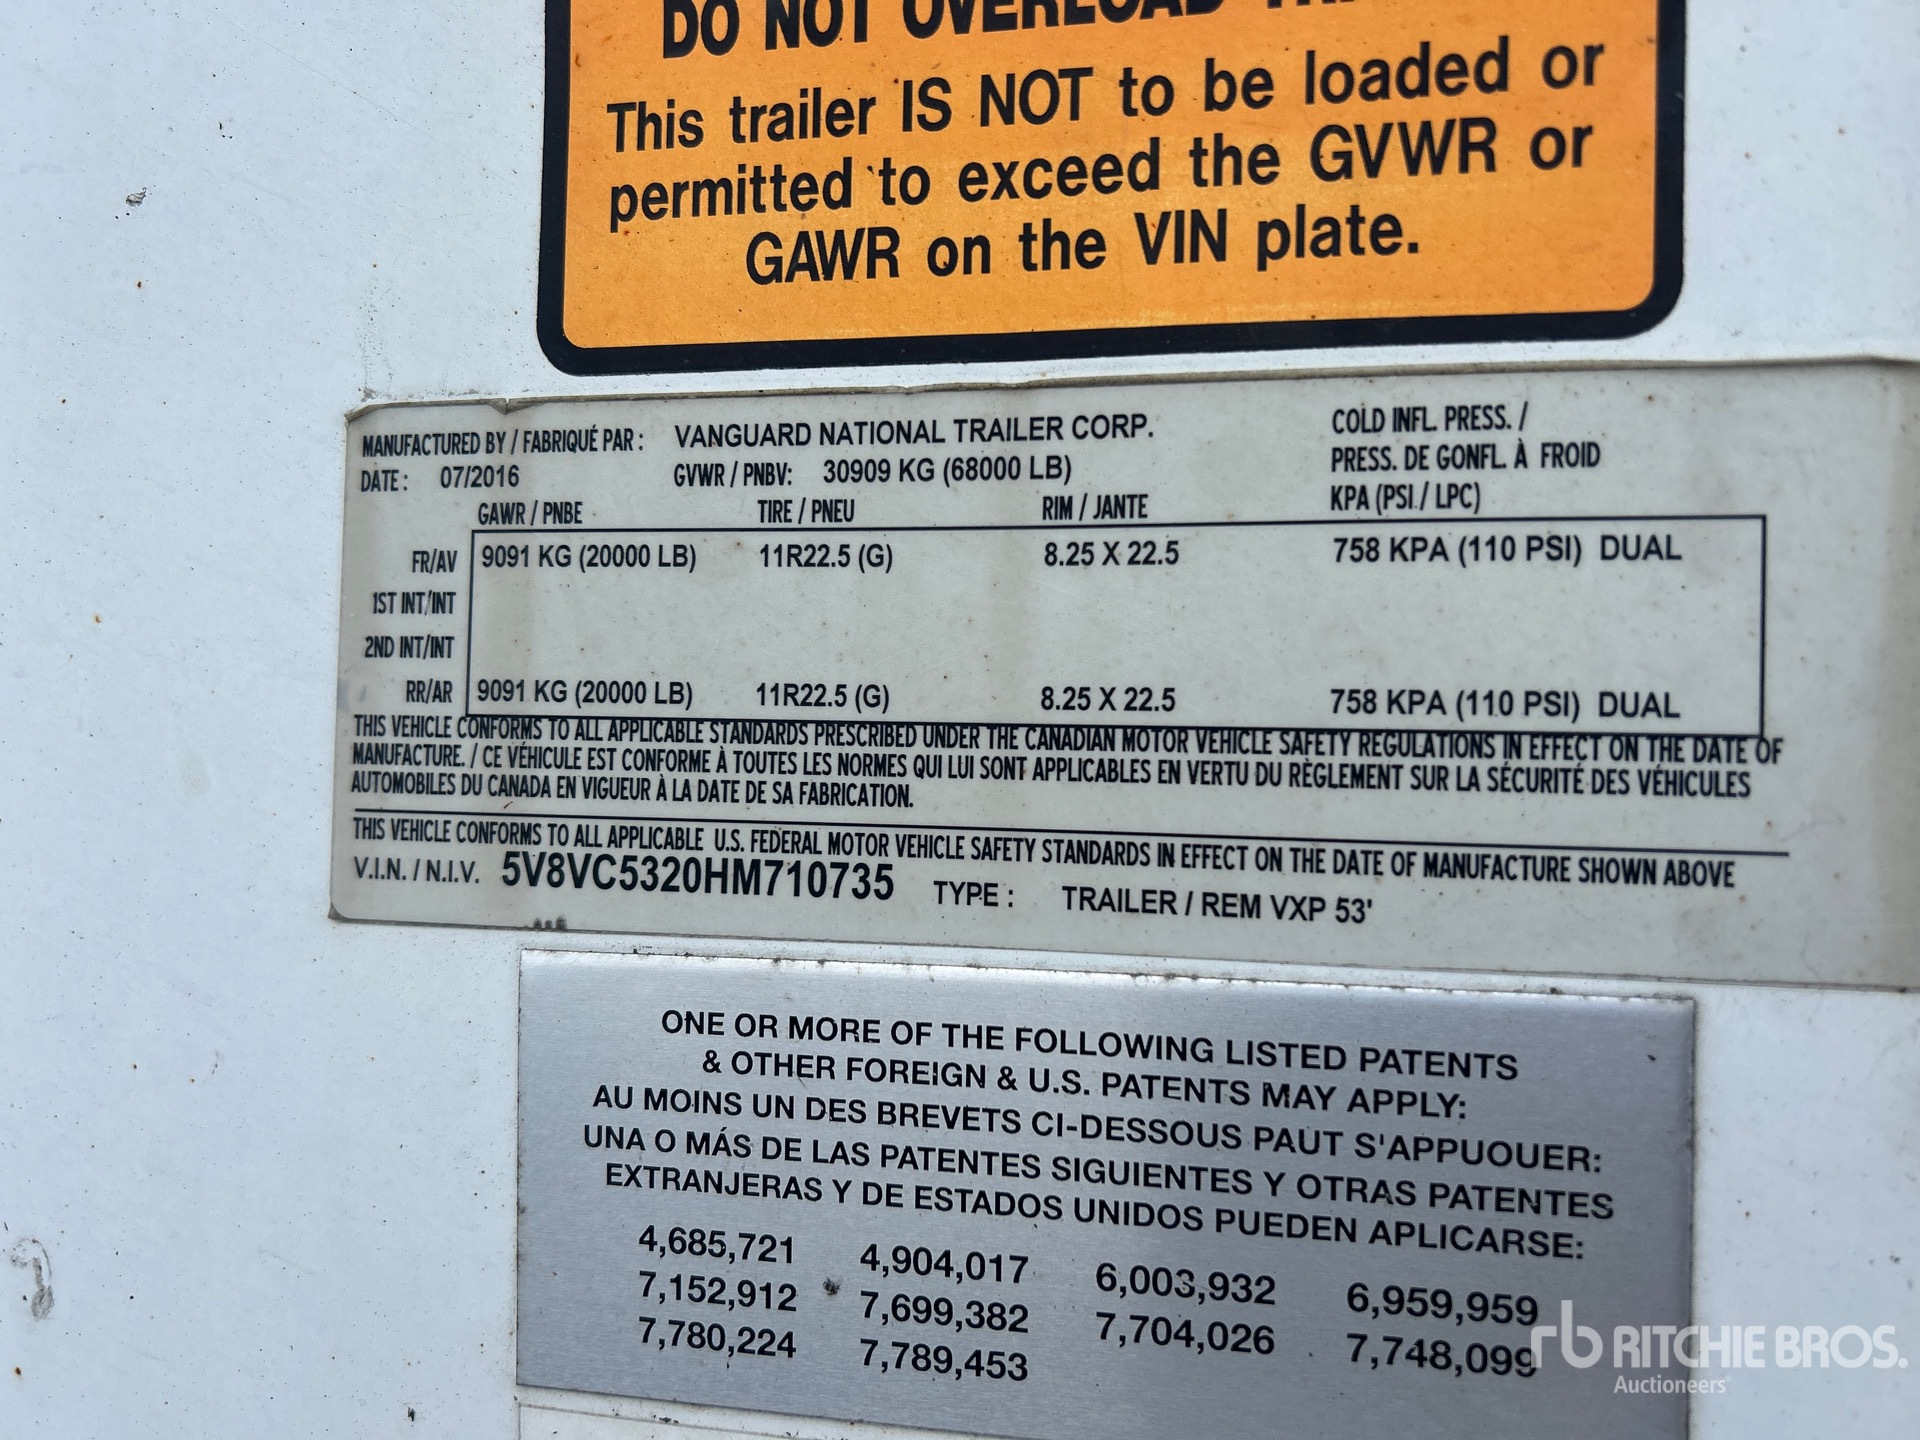 DO NOT OVERLOAD
This trailer IS NOT to be loaded or
permitted to exceed the GVWR or
GAWR on the VIN plate.
MANUFACTURED BY / FABRIQUÉ PAR : VANGUARD NATIONAL TRAILER CORP. COLD INFL. PRESS. /
DATE : 07/2016 GVWR / PNBV: 30909 KG (68000 LB) PRESS. DE GONFL. À FROID
GAWR / PNBE TIRE / PNEU RIM / JANTE KPA (PSI / LPC)
FR/AV 9091 KG (20000 LB) 11R22.5 (G) 8.25 X 22.5 758 KPA (110 PSI) DUAL
1ST INT/INT
2ND INT/INT
RR/AR 9091 KG (20000 LB) 11R22.5 (G) 8.25 X 22.5 758 KPA (110 PSI) DUAL
THIS VEHICLE CONFORMS TO ALL APPLICABLE STANDARDS PRESCRIBED UNDER THE CANADIAN MOTOR VEHICLE SAFETY REGULATIONS IN EFFECT ON THE DATE OF
MANUFACTURE. / CE VÉHICULE EST CONFORME À TOUTES LES NORMES QUI LUI SONT APPLICABLES EN VERTU DU RÈGLEMENT SUR LA SÉCURITÉ DES VÉHICULES
AUTOMOBILES DU CANADA EN VIGUEUR À LA DATE DE SA FABRICATION.
THIS VEHICLE CONFORMS TO ALL APPLICABLE U.S. FEDERAL MOTOR VEHICLE SAFETY STANDARDS IN EFFECT ON THE DATE OF MANUFACTURE SHOWN ABOVE
V.I.N. / N.I.V. 5V8VC5320HM710735 TYPE : TRAILER / REM VXP 53'
ONE OR MORE OF THE FOLLOWING LISTED PATENTS
& OTHER FOREIGN & U.S. PATENTS MAY APPLY:
AU MOINS UN DES BREVETS CI-DESSOUS PAUT S'APPUOUER:
UNA O MÁS DE LAS PATENTES SIGUIENTES Y OTRAS PATENTES
EXTRANJERAS Y DE ESTADOS UNIDOS PUEDEN APLICARSE:
4,685,721 4,904,017 6,003,932 6,959,959
7,152,912 7,699,382 7,704,026 7,748,099
7,780,224 7,789,453
rb RITCHIE BROS.
Auctioneers